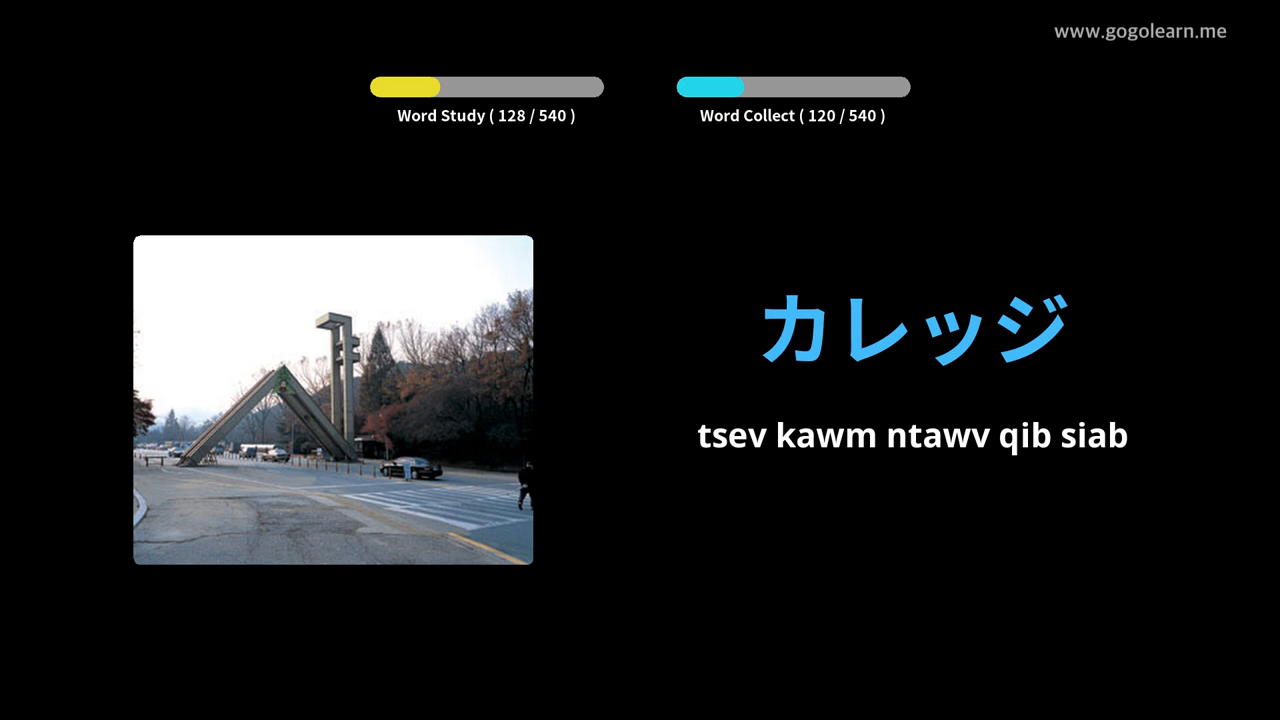 www.gogolearn.me
Word Study ( 128 / 540 )
Word Collect ( 120 / 540 )
カレッジ
tsev kawm ntawv qib siab